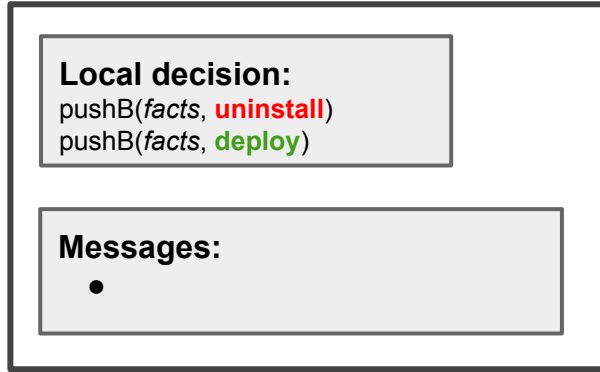 Local decision:
pushB(facts, uninstall)
pushB(facts, deploy)
Messages:
●